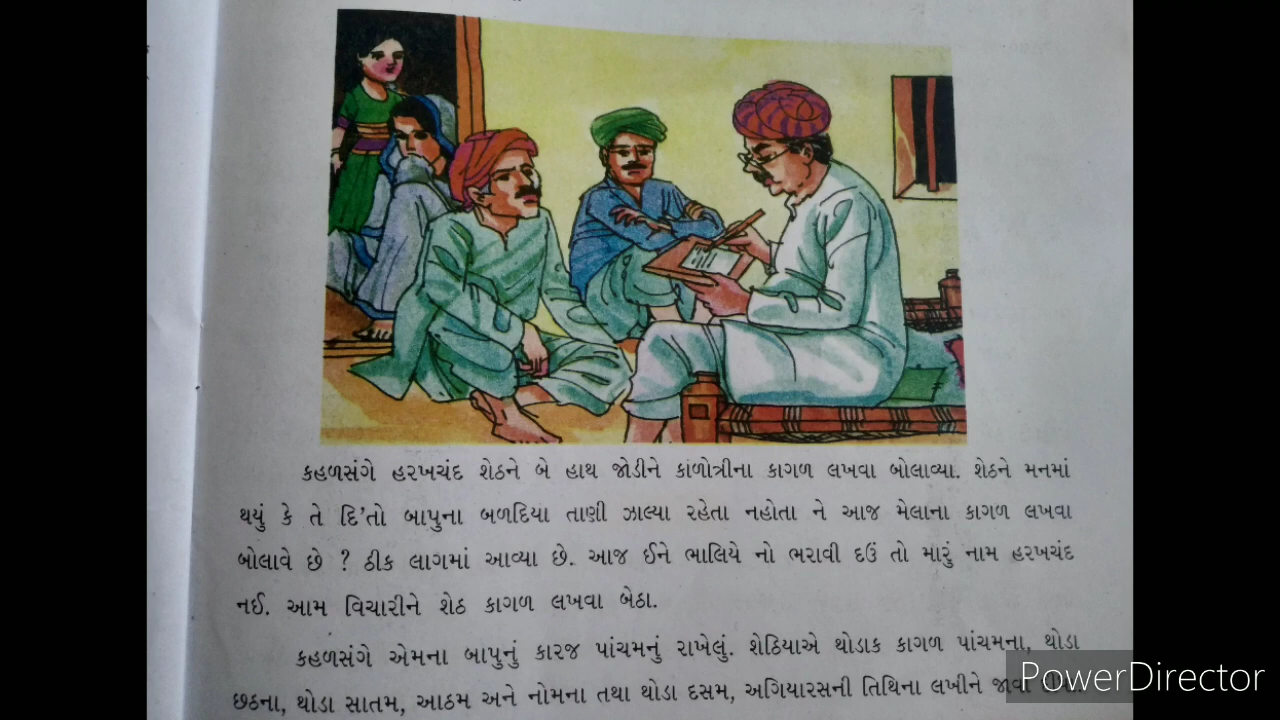 કહળસંગે હરખચંદ શેઠને બે હાથ જોડીને કાંળોત્રીના કાગળ લખવા બોલાવ્યા. શેઠને મનમાં
થયું કે તે દિ'તો બાપુના બળદિયા તાણી ઝાલ્યા રહેતા નહોતા ને આજ મેલાના કાગળ લખવા
બોલાવે છે ? ઠીક લાગમાં આવ્યા છે. આજ ઈને ભાલિયે નો ભરાવી દઉં તો મારું નામ હરખચંદ
નઈ. આમ વિચારીને શેઠ કાગળ લખવા બેઠા.
કહળસંગે એમના બાપુનું કારજ પાંચમનું રાખેલું. શેઠિયાએ થોડાક કાગળ પાંચમના, થોડા
છઠના, થોડા સાતમ, આઠમ અને નોમના તથા થોડા દસમ, અગિયારસની તિથિના લખીને જાવા
PowerDirector